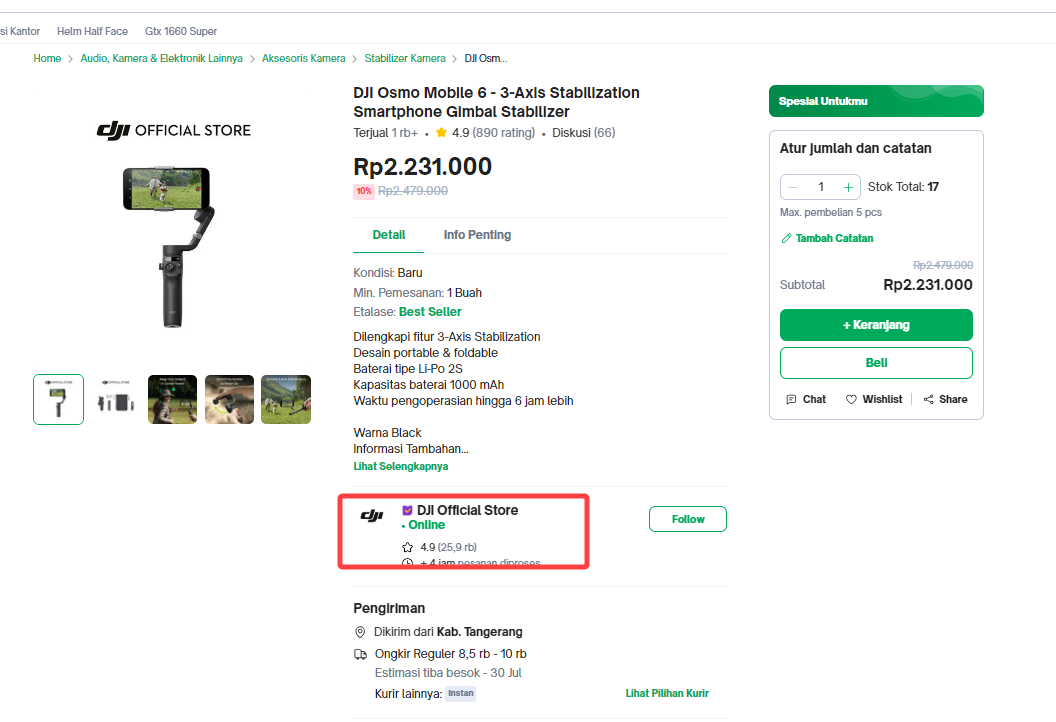 si Kantor Helm Half Face Gtx 1660 Super
Home > Audio, Kamera & Elektronik Lainnya > Aksesoris Kamera > Stabilizer Kamera > DJI Osm...
dji OFFICIAL STORE
DJI Osmo Mobile 6 - 3-Axis Stabilization
Smartphone Gimbal Stabilizer
Terjual 1 rb+ • 4.9 (890 rating) • Diskusi (66)
Rp2.231.000
10% Rp2.479.000
Detail Info Penting
Kondisi: Baru
Min. Pemesanan: 1 Buah
Etalase: Best Seller
Dilengkapi fitur 3-Axis Stabilization
Desain portable & foldable
Baterai tipe Li-Po 2S
Kapasitas baterai 1000 mAh
Waktu pengoperasian hingga 6 jam lebih
Warna Black
Informasi Tambahan...
Lihat Selengkapnya
dji
DJI Official Store
• Online
4.9 (25,9 rb)
± 4 jam pesanan diproses
Follow
Pengiriman
Dikirim dari Kab. Tangerang
Ongkir Reguler 8,5 rb - 10 rb
Estimasi tiba besok - 30 Jul
Kurir lainnya: Instan
Lihat Pilihan Kurir
Spesial Untukmu
Atur jumlah dan catatan
− 1 + Stok Total: 17
Max. pembelian 5 pcs
Tambah Catatan
Rp2.479.000
Subtotal Rp2.231.000
+ Keranjang
Beli
Chat Wishlist Share